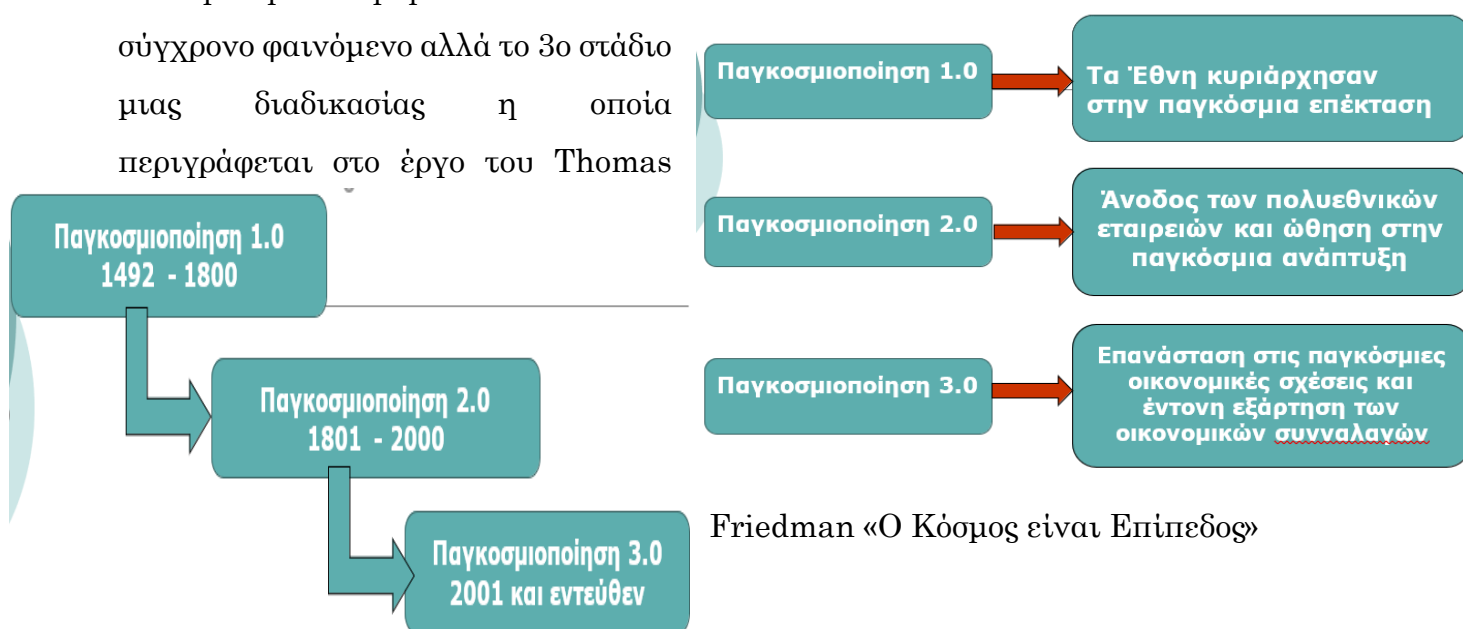 σύγχρονο φαινόμενο αλλά το 3ο στάδιο
μιας διαδικασίας η οποία
περιγράφεται στο έργο του Thomas
Παγκοσμιοποίηση 1.0
1492 - 1800
Παγκοσμιοποίηση 2.0
1801 - 2000
Παγκοσμιοποίηση 3.0
2001 και εντεύθεν
Παγκοσμιοποίηση 1.0
Τα Έθνη κυριάρχησαν
στην παγκόσμια επέκταση
Παγκοσμιοποίηση 2.0
Άνοδος των πολυεθνικών
εταιρειών και ώθηση στην
παγκόσμια ανάπτυξη
Παγκοσμιοποίηση 3.0
Επανάσταση στις παγκόσμιες
οικονομικές σχέσεις και
έντονη εξάρτηση των
οικονομικών συνναλαγών
Friedman «Ο Κόσμος είναι Επίπεδος»